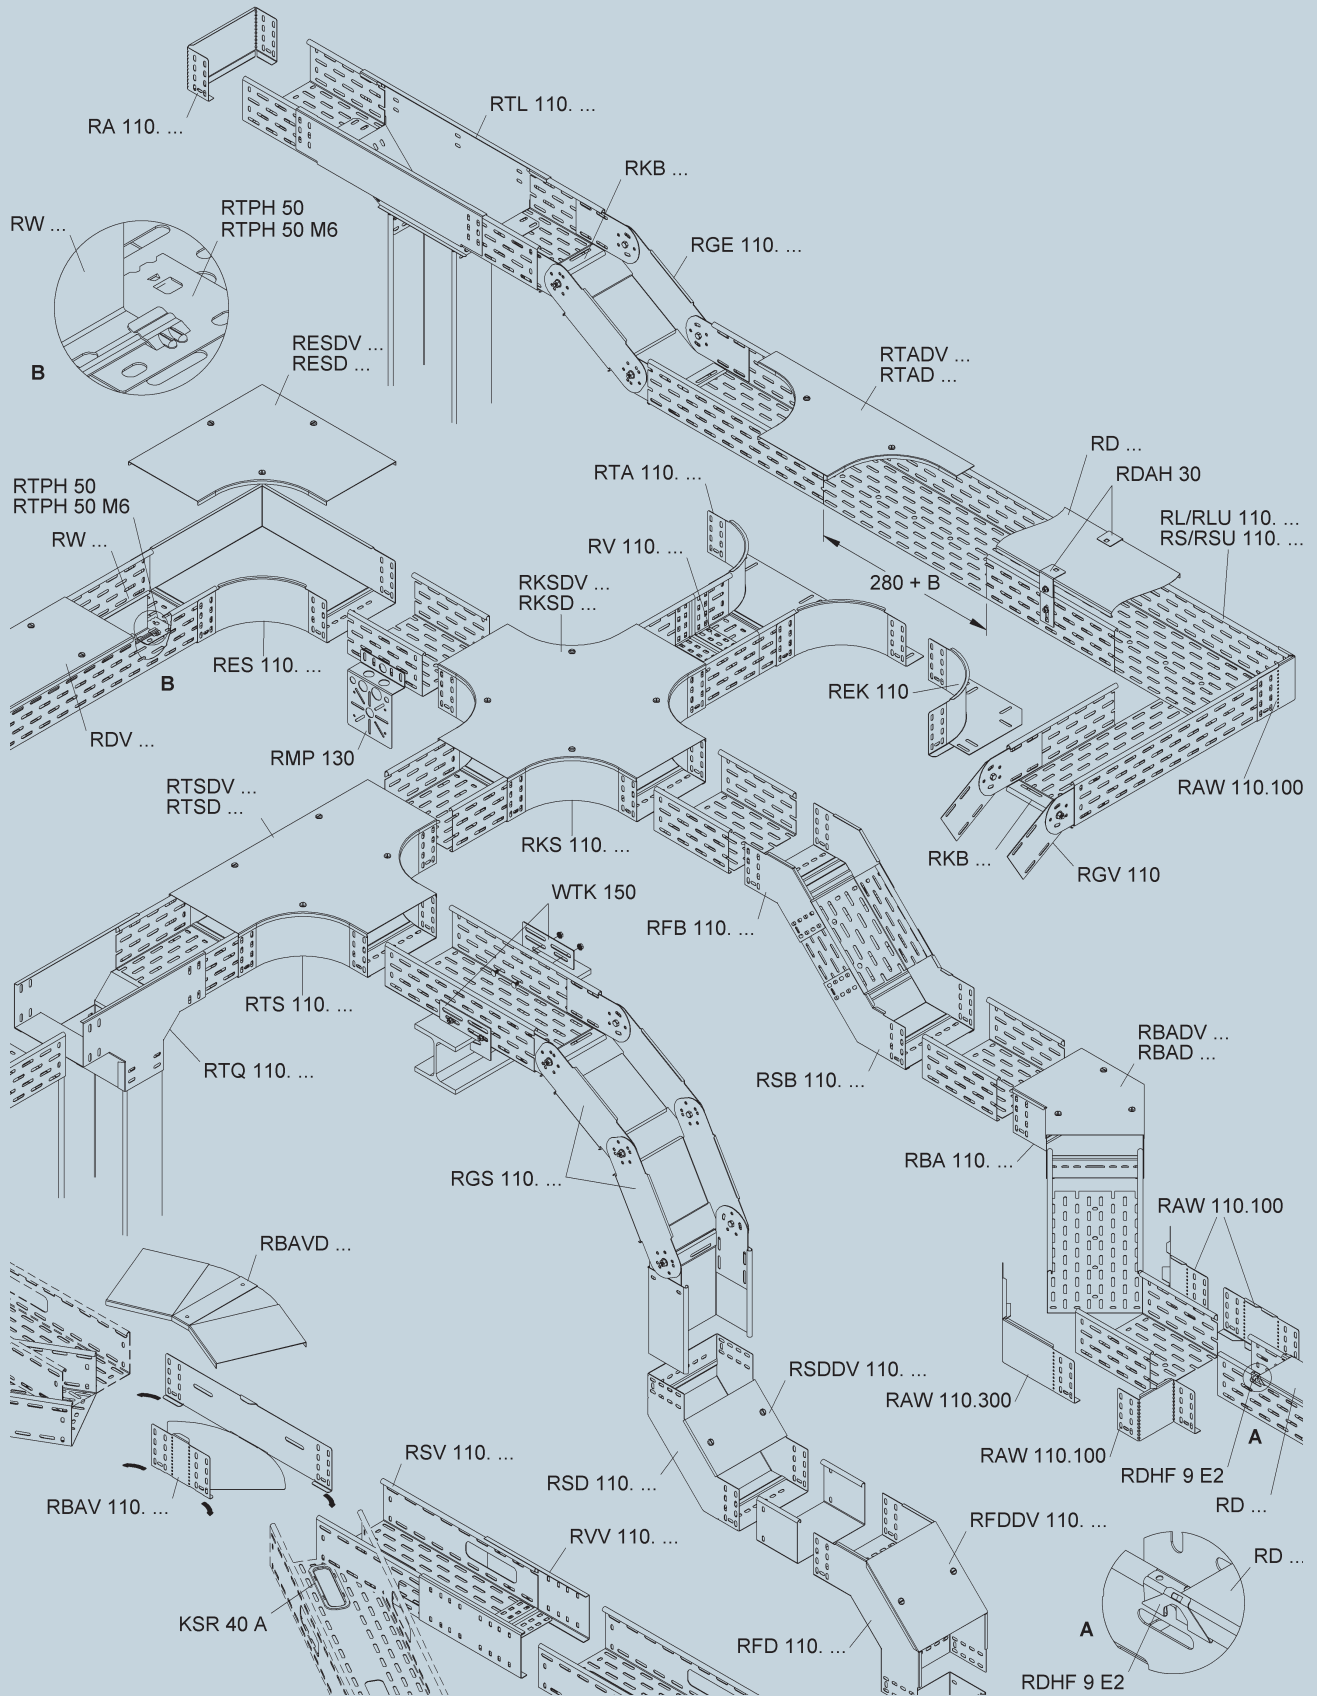 RA 110. ...
RTL 110. ...
RKB ...
RTPH 50
RTPH 50 M6
RW ...
RGE 110. ...
B
RESDV ...
RESD ...
RTADV ...
RTAD ...
RD ...
RDAH 30
RTA 110. ...
RTPH 50
RTPH 50 M6
RW ...
RL/RLU 110. ...
RS/RSU 110. ...
RV 110. ...
RKSDV ...
RKSD ...
280 + B
RES 110. ...
B
REK 110
RDV ...
RMP 130
RTSDV ...
RTSD ...
RAW 110.100
RKS 110. ...
RKB ...
RGV 110
WTK 150
RFB 110. ...
RTS 110. ...
RBADV ...
RBAD ...
RTQ 110. ...
RSB 110. ...
RBA 110. ...
RGS 110. ...
RAW 110.100
RBAVD ...
RSDDV 110. ...
RAW 110.300
A
RAW 110.100
RDHF 9 E2
RD ...
RSV 110. ...
RSD 110. ...
RBAV 110. ...
RVV 110. ...
RFDDV 110. ...
RD ...
KSR 40 A
RFD 110. ...
A
RDHF 9 E2